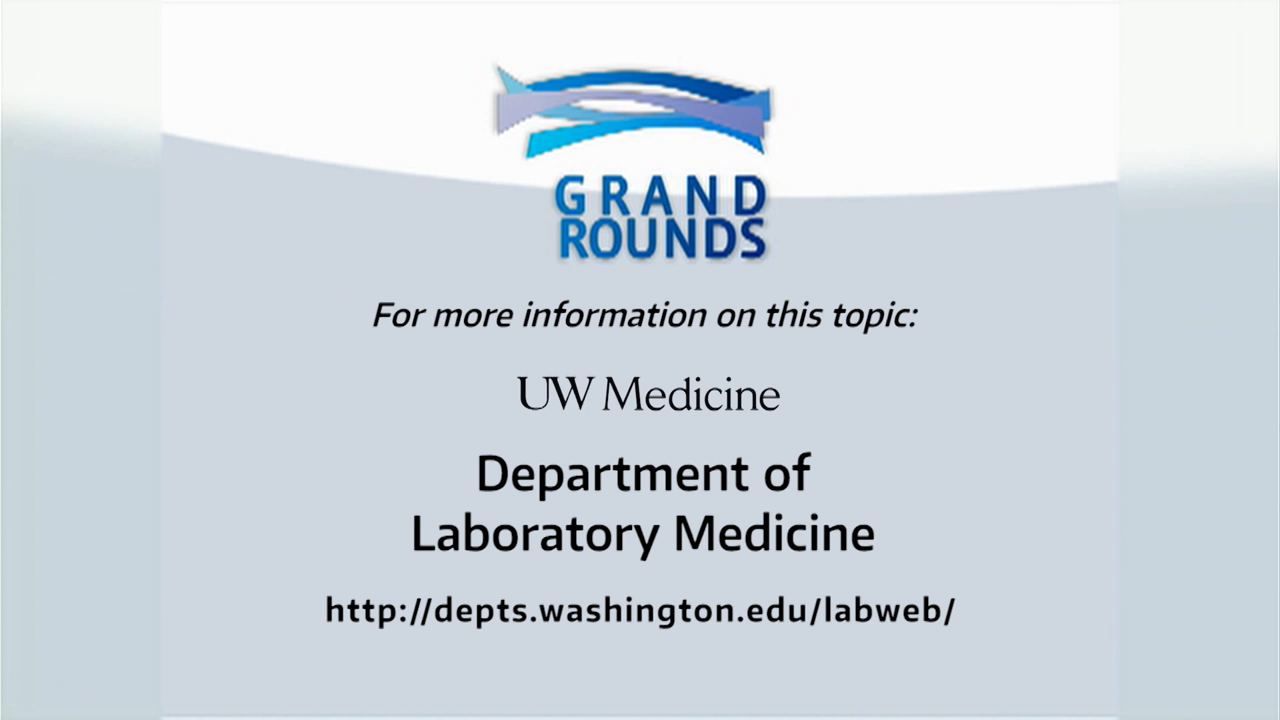 GRAND
ROUNDS
For more information on this topic:
UW Medicine
Department of
Laboratory Medicine
http://depts.washington.edu/labweb/